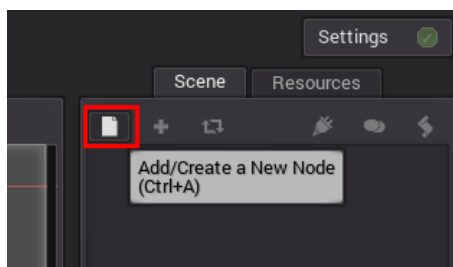 Settings
Scene
Resources
Add/Create a New Node
(Ctrl+A)